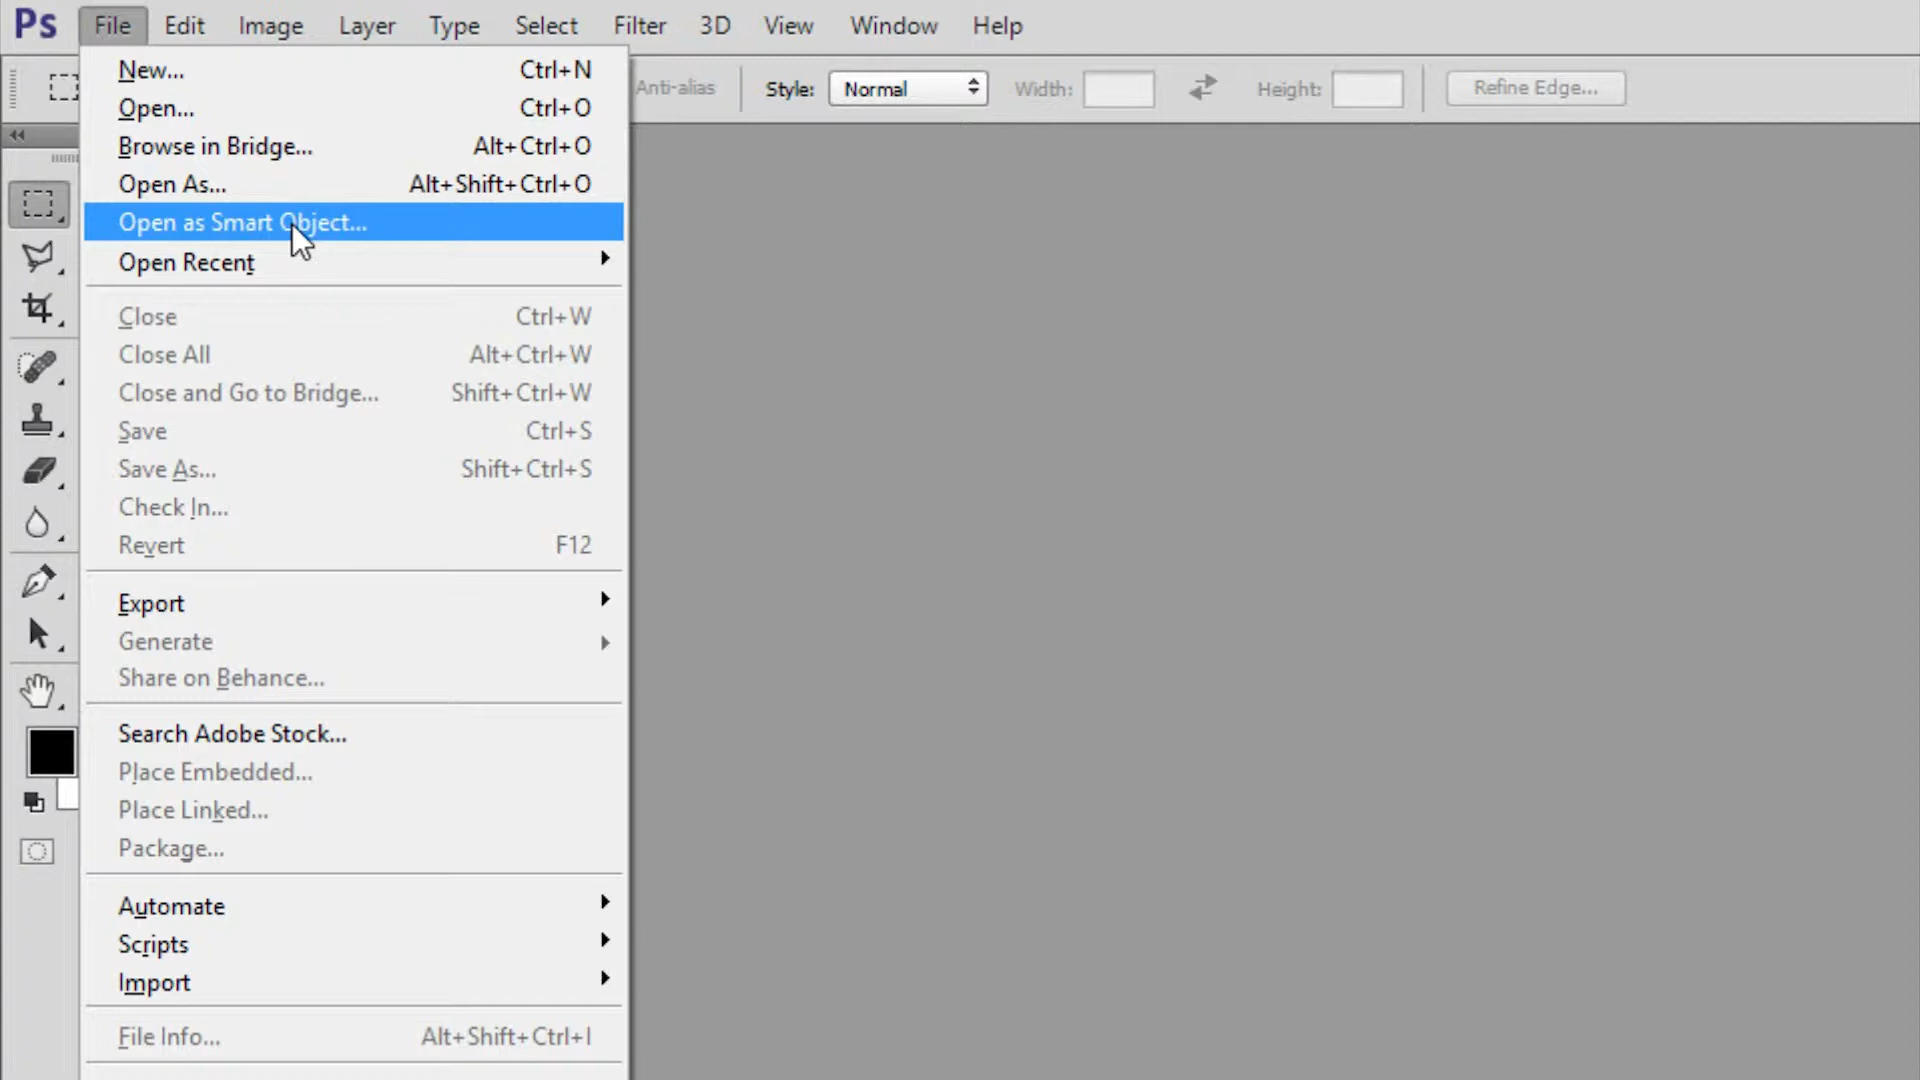 Ps File Edit Image Layer Type Select Filter 3D View Window Help
Anti-alias Style: Normal Width: Height: Refine Edge...
New... Ctrl+N
Open... Ctrl+O
Browse in Bridge... Alt+Ctrl+O
Open As... Alt+Shift+Ctrl+O
Open as Smart Object...
Open Recent
Close Ctrl+W
Close All Alt+Ctrl+W
Close and Go to Bridge... Shift+Ctrl+W
Save Ctrl+S
Save As... Shift+Ctrl+S
Check In...
Revert F12
Export
Generate
Share on Behance...
Search Adobe Stock...
Place Embedded...
Place Linked...
Package...
Automate
Scripts
Import
File Info... Alt+Shift+Ctrl+I